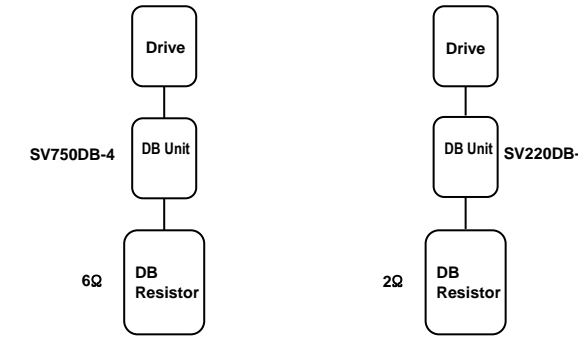 Drive
SV750DB-4
DB Unit
6Ω
DB
Resistor
Drive
DB Unit
SV220DB-
2Ω
DB
Resistor